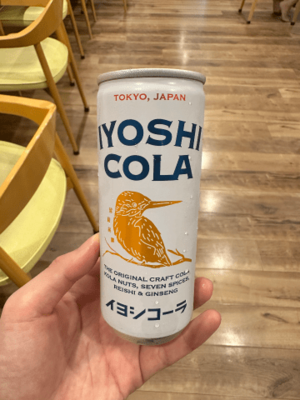 TOKYO, JAPAN
IYOSHI
COLA
THE ORIGINAL CRAFT COLA
KOLA NUTS, SEVEN SPICES,
REISHI & GINSENG
イヨシコーラ